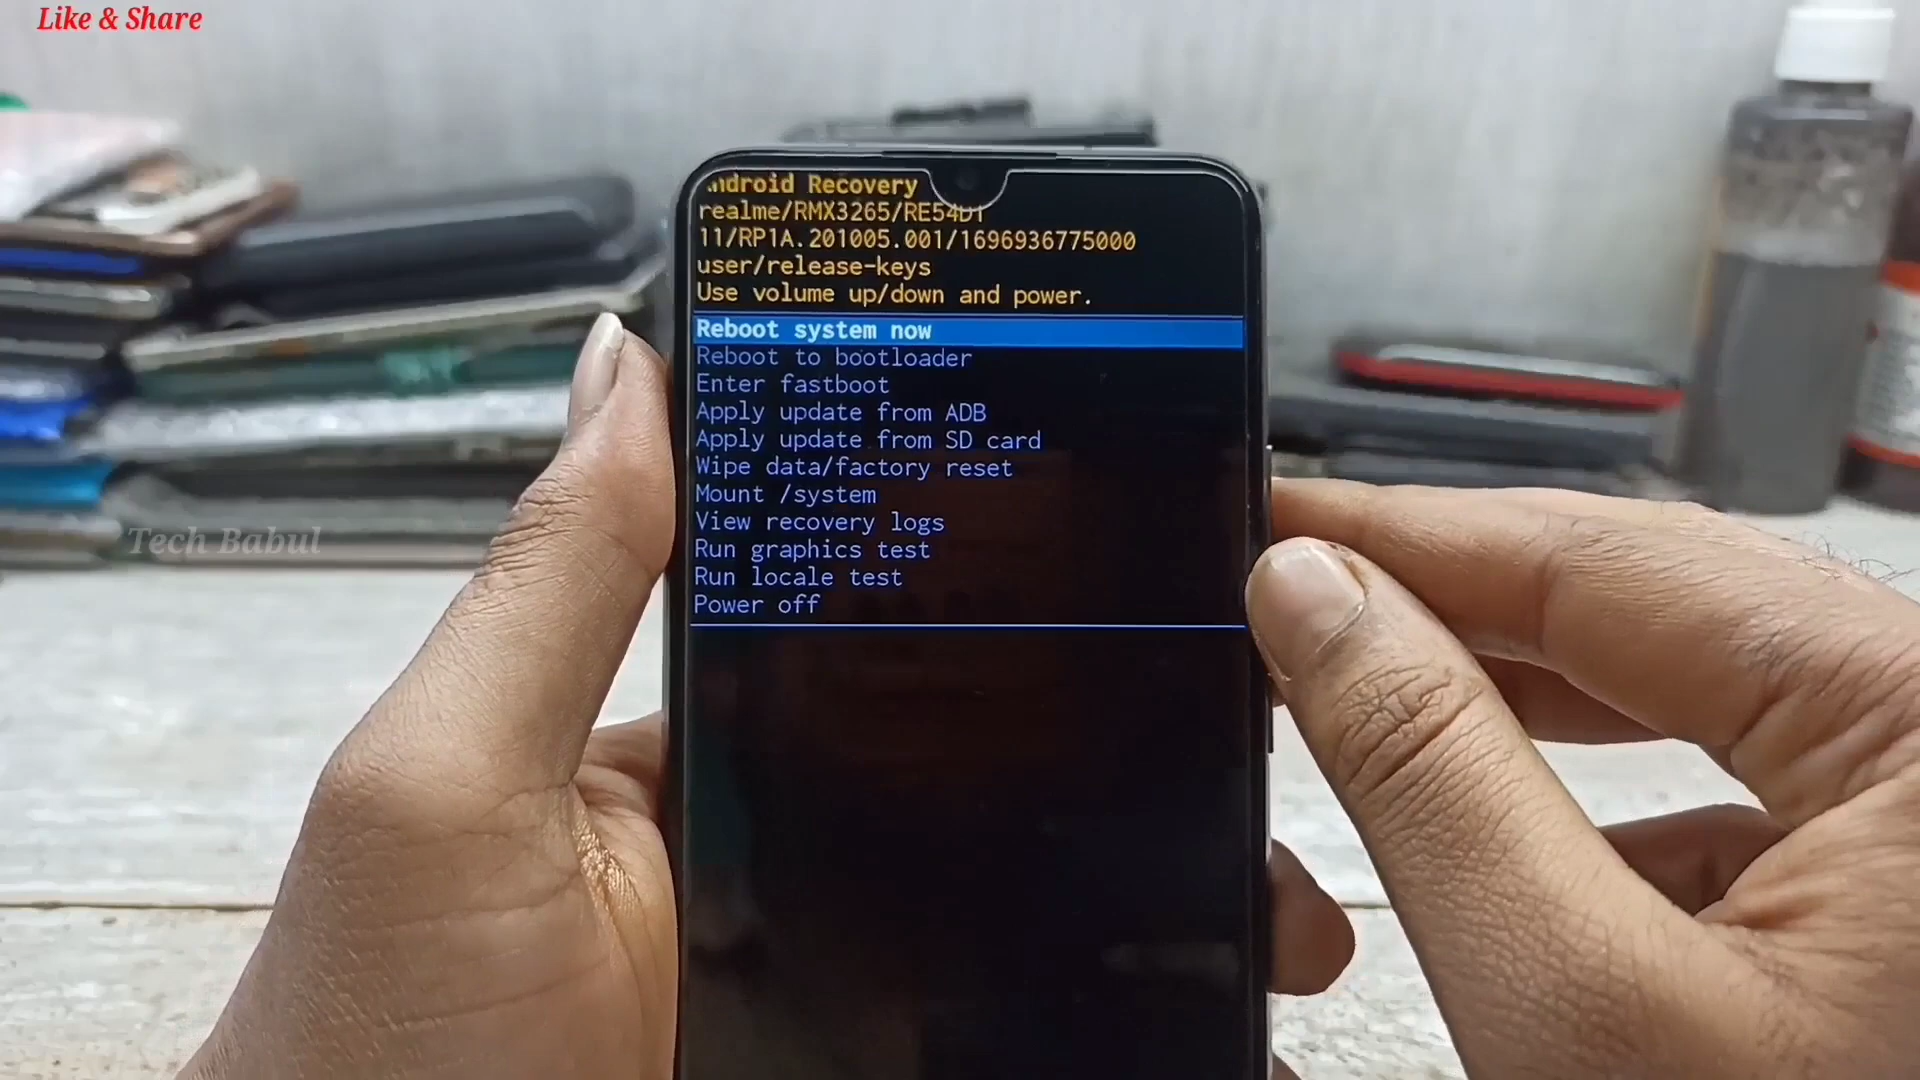 Like & Share
ndroid Recovery
realme/RMX3265/RE54D1
11/RP1A.201005.001/1696936775000
user/release-keys
Use volume up/down and power.
Reboot system now
Reboot to bootloader
Enter fastboot
Apply update from ADB
Apply update from SD card
Wipe data/factory reset
Mount /system
View recovery logs
Run graphics test
Run locale test
Power off
Tech Babul